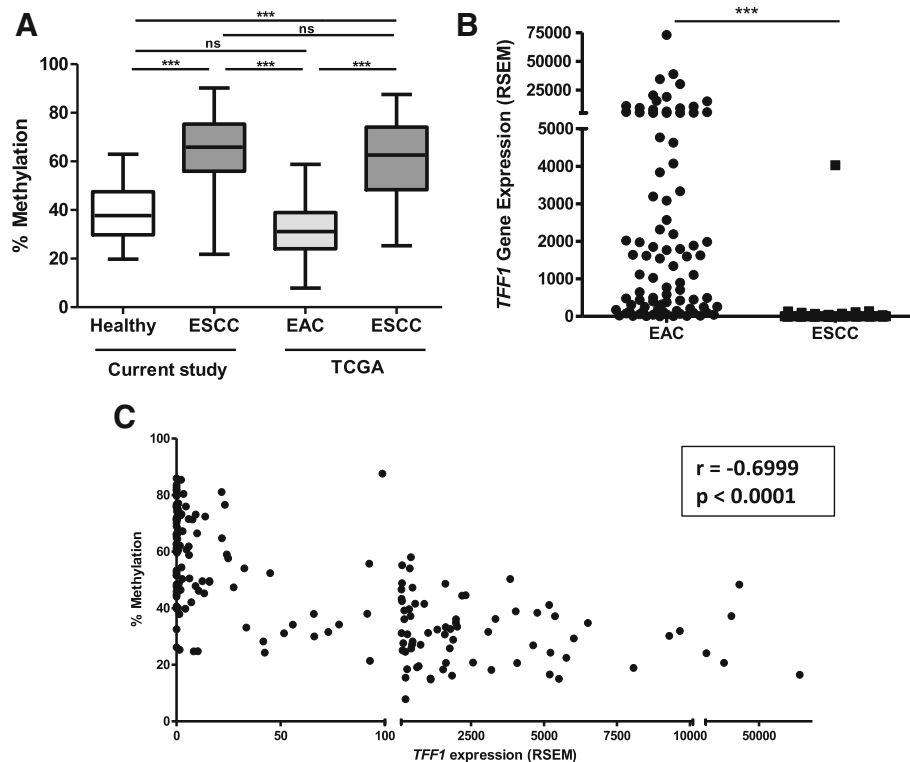 A
***
ns
ns
***
***
***
% Methylation
100
80
60
40
20
0
Healthy
ESCC
EAC
ESCC
Current study
TCGA
B
***
TFF1 Gene Expression (RSEM)
75000
50000
25000
5000
4000
3000
2000
1000
0
EAC
ESCC
C
% Methylation
100
80
60
40
20
0
r = -0.6999
p < 0.0001
0
50
100
2500
5000
7500
10000
50000
TFF1 expression (RSEM)